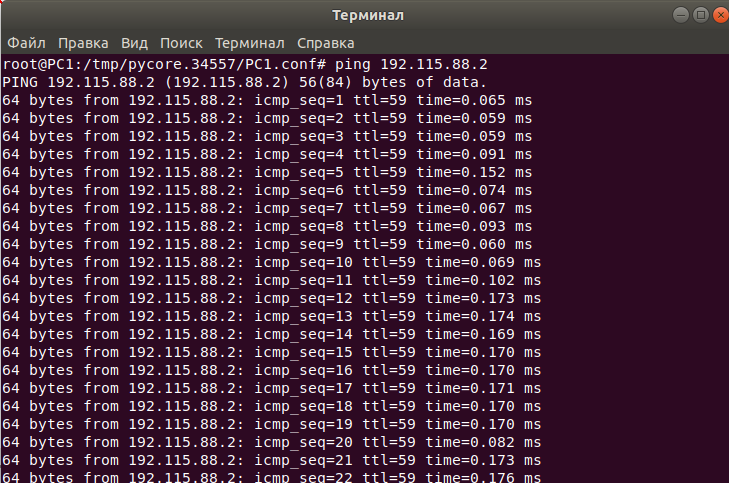 Терминал
Файл Правка Вид Поиск Терминал Справка
root@PC1:/tmp/pycore.34557/PC1.conf# ping 192.115.88.2
PING 192.115.88.2 (192.115.88.2) 56(84) bytes of data.
64 bytes from 192.115.88.2: icmp_seq=1 ttl=59 time=0.065 ms
64 bytes from 192.115.88.2: icmp_seq=2 ttl=59 time=0.059 ms
64 bytes from 192.115.88.2: icmp_seq=3 ttl=59 time=0.059 ms
64 bytes from 192.115.88.2: icmp_seq=4 ttl=59 time=0.091 ms
64 bytes from 192.115.88.2: icmp_seq=5 ttl=59 time=0.152 ms
64 bytes from 192.115.88.2: icmp_seq=6 ttl=59 time=0.074 ms
64 bytes from 192.115.88.2: icmp_seq=7 ttl=59 time=0.067 ms
64 bytes from 192.115.88.2: icmp_seq=8 ttl=59 time=0.093 ms
64 bytes from 192.115.88.2: icmp_seq=9 ttl=59 time=0.060 ms
64 bytes from 192.115.88.2: icmp_seq=10 ttl=59 time=0.069 ms
64 bytes from 192.115.88.2: icmp_seq=11 ttl=59 time=0.102 ms
64 bytes from 192.115.88.2: icmp_seq=12 ttl=59 time=0.173 ms
64 bytes from 192.115.88.2: icmp_seq=13 ttl=59 time=0.174 ms
64 bytes from 192.115.88.2: icmp_seq=14 ttl=59 time=0.169 ms
64 bytes from 192.115.88.2: icmp_seq=15 ttl=59 time=0.170 ms
64 bytes from 192.115.88.2: icmp_seq=16 ttl=59 time=0.170 ms
64 bytes from 192.115.88.2: icmp_seq=17 ttl=59 time=0.171 ms
64 bytes from 192.115.88.2: icmp_seq=18 ttl=59 time=0.170 ms
64 bytes from 192.115.88.2: icmp_seq=19 ttl=59 time=0.170 ms
64 bytes from 192.115.88.2: icmp_seq=20 ttl=59 time=0.082 ms
64 bytes from 192.115.88.2: icmp_seq=21 ttl=59 time=0.173 ms
64 bytes from 192.115.88.2: icmp_seq=22 ttl=59 time=0.176 ms